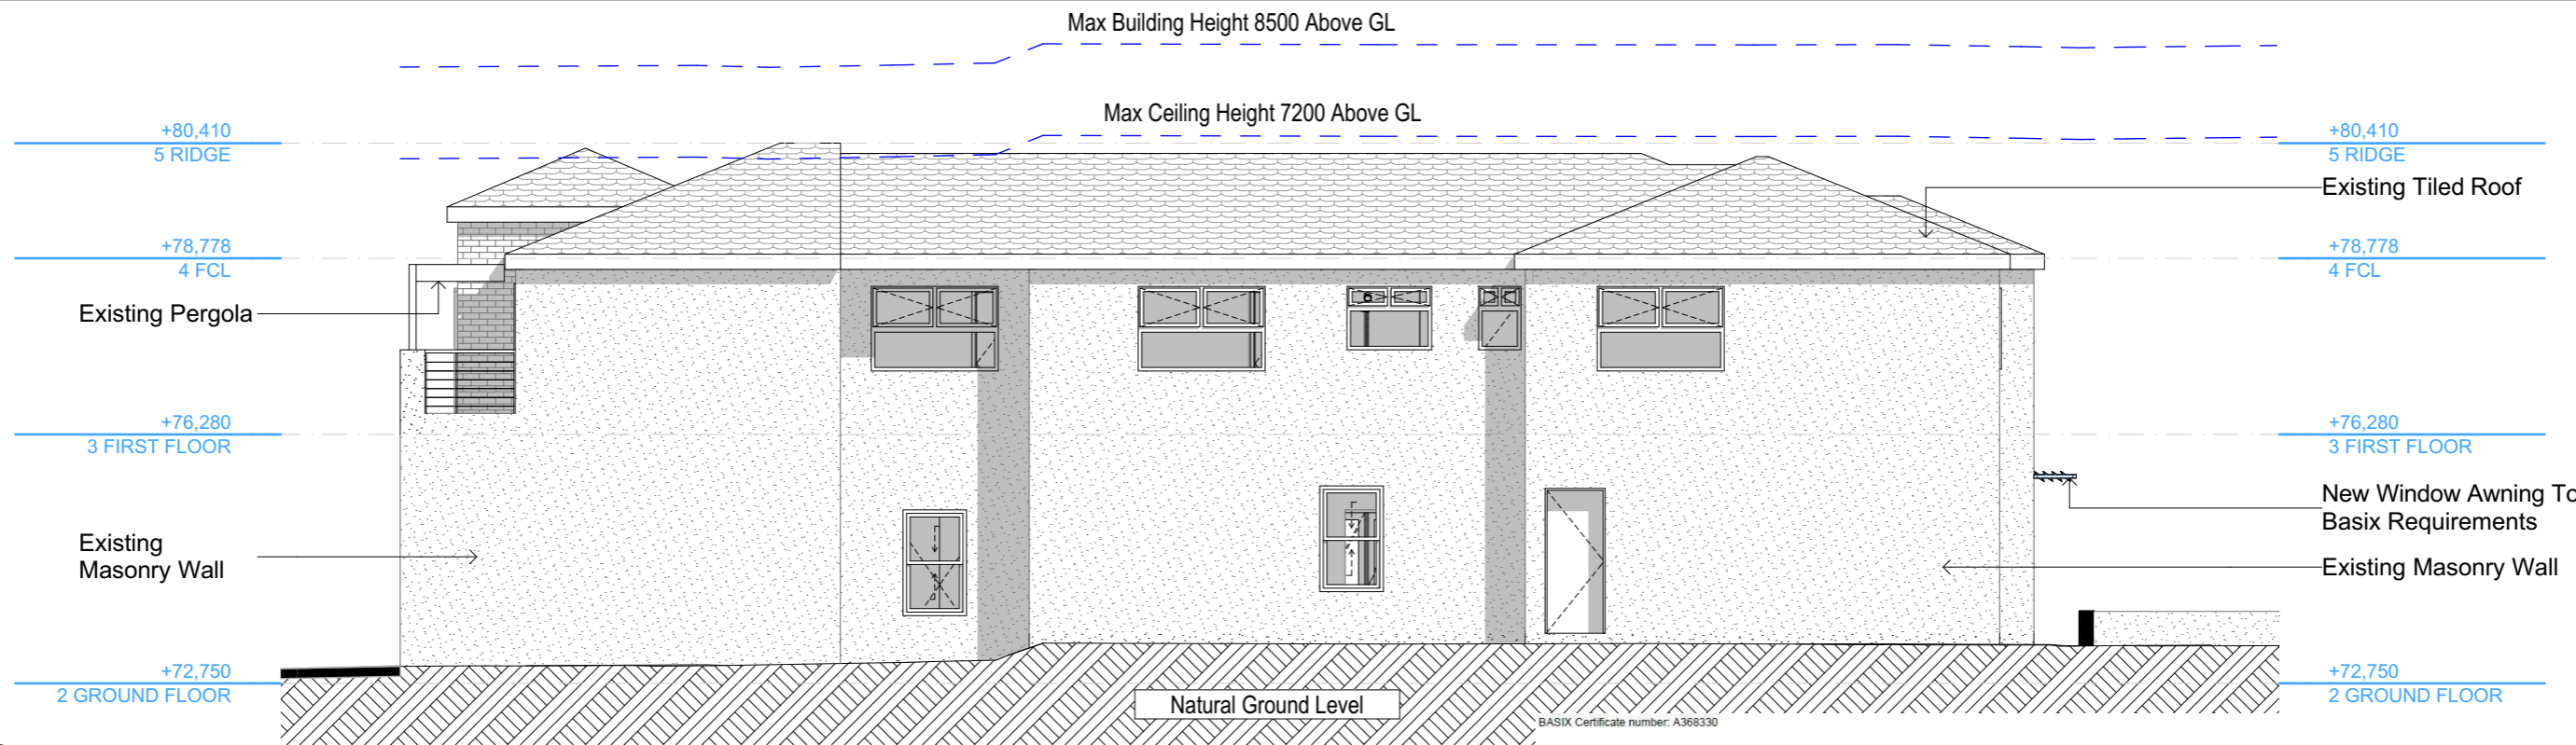 Max Building Height 8500 Above GL
Max Ceiling Height 7200 Above GL
+80,410
5 RIDGE
+80,410
5 RIDGE
Existing Tiled Roof
+78,778
4 FCL
+78,778
4 FCL
Existing Pergola
+76,280
3 FIRST FLOOR
+76,280
3 FIRST FLOOR
New Window Awning To
Basix Requirements
Existing
Masonry Wall
Existing Masonry Wall
+72,750
2 GROUND FLOOR
+72,750
2 GROUND FLOOR
Natural Ground Level
BASIX Certificate number: A368330